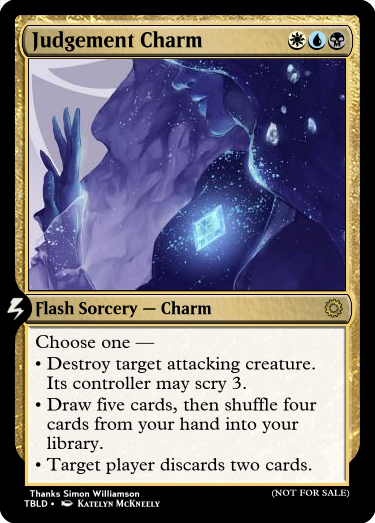 Judgement Charm
Flash Sorcery — Charm
Choose one —
• Destroy target attacking creature.
Its controller may scry 3.
• Draw five cards, then shuffle four
cards from your hand into your
library.
• Target player discards two cards.
Thanks Simon Williamson
(NOT FOR SALE)
TBLD • Katelyn McKneely